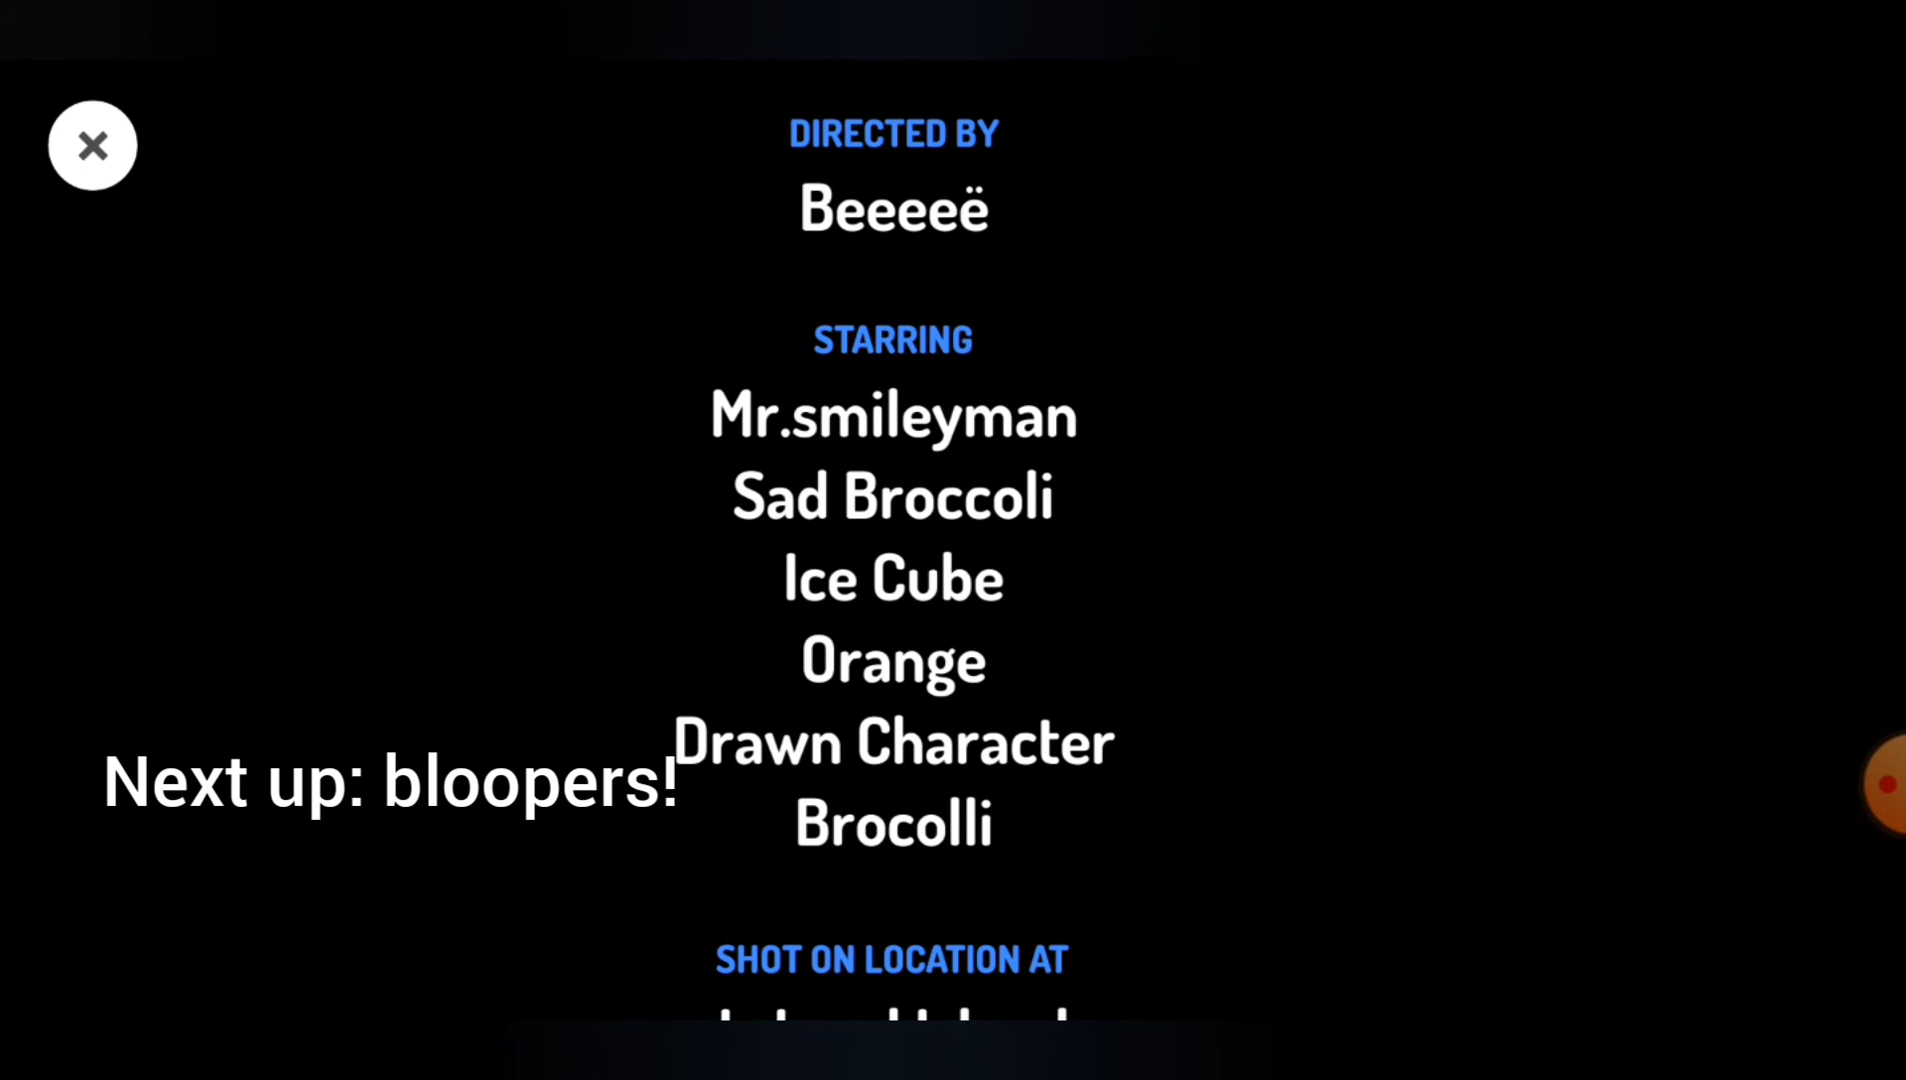 DIRECTED BY
Beeeeë
STARRING
Mr.smileyman
Sad Broccoli
Ice Cube
Orange
Drawn Character
Next up: bloopers!
Brocolli
SHOT ON LOCATION AT